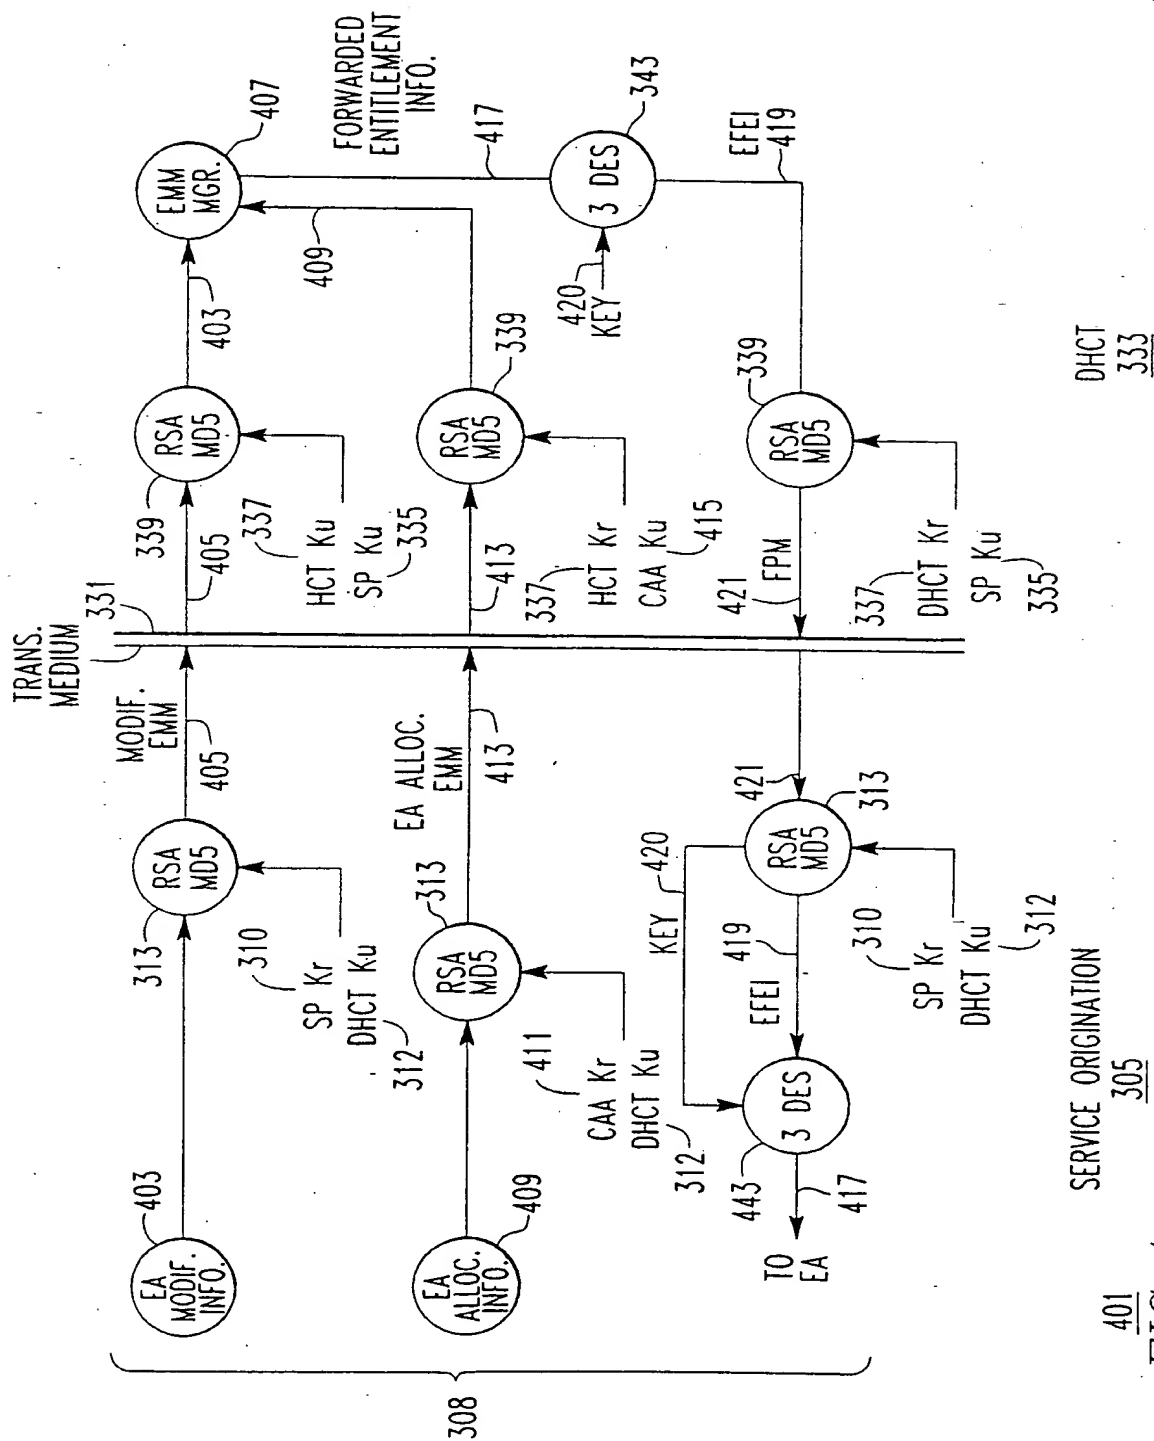 TRANS.
MEDIUM
331
EA
MODIF.
INFO.
403
313
RSA
MD5
MODIF.
EMM
405
339
405
RSA
MD5
403
EMM
MGR.
407
310
SP Kr
DHCT Ku
312
337
HCT Ku
SP Ku
335
409
FORWARDED
ENTITLEMENT
INFO.
417
EA
ALLOC.
INFO.
409
RSA
MD5
313
EA ALLOC.
EMM
413
413
RSA
MD5
339
411
CAA Kr
DHCT Ku
312
337
HCT Kr
CAA Ku
415
420
KEY
3 DES
343
EFEI
419
308
TO
EA
417
443
3 DES
KEY
420
EFEI
419
RSA
MD5
313
421
421
FPM
RSA
MD5
339
310
SP Kr
DHCT Ku
312
337
DHCT Kr
SP Ku
335
401
SERVICE ORIGINATION
305
DHCT
333